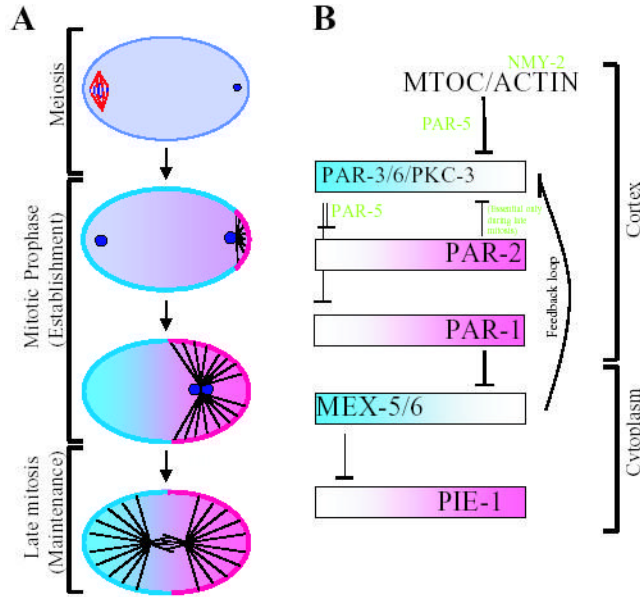 A
Meiosis
Mitotic Prophase
(Establishment)
Late mitosis
(Maintenance)
B
NMY-2
MTOC/ACTIN
PAR-5
PAR-3/6/PKC-3
PAR-5
(Essential only
during late
mitosis)
PAR-2
PAR-1
MEX-5/6
PIE-1
Feedback loop
Cortex
Cytoplasm